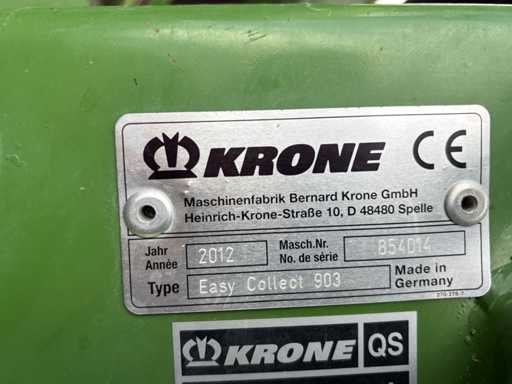 KRONE CE
Maschinenfabrik Bernard Krone GmbH
Heinrich-Krone-Straße 10, D 48480 Spelle
Jahr
Année 2012 Masch.Nr.
No. de série 854014
Type Easy Collect 903 Made in
Germany
KRONE QS